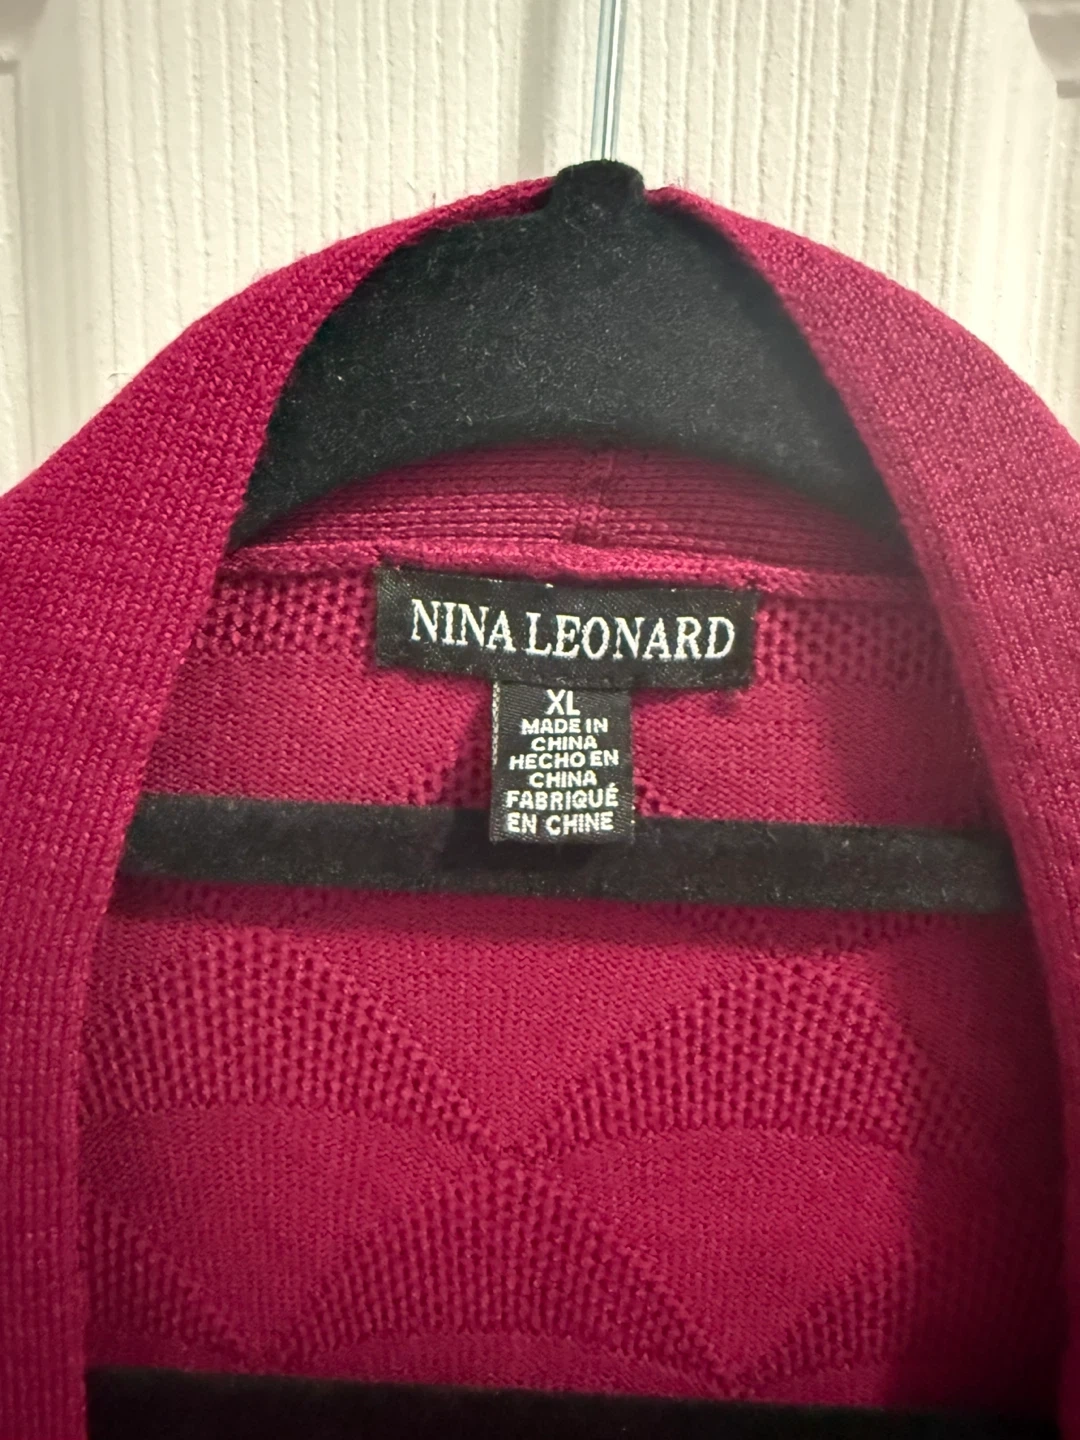 NINA LEONARD
XL
MADE IN
CHINA
HECHO EN
CHINA
FABRIQUÉ
EN CHINE